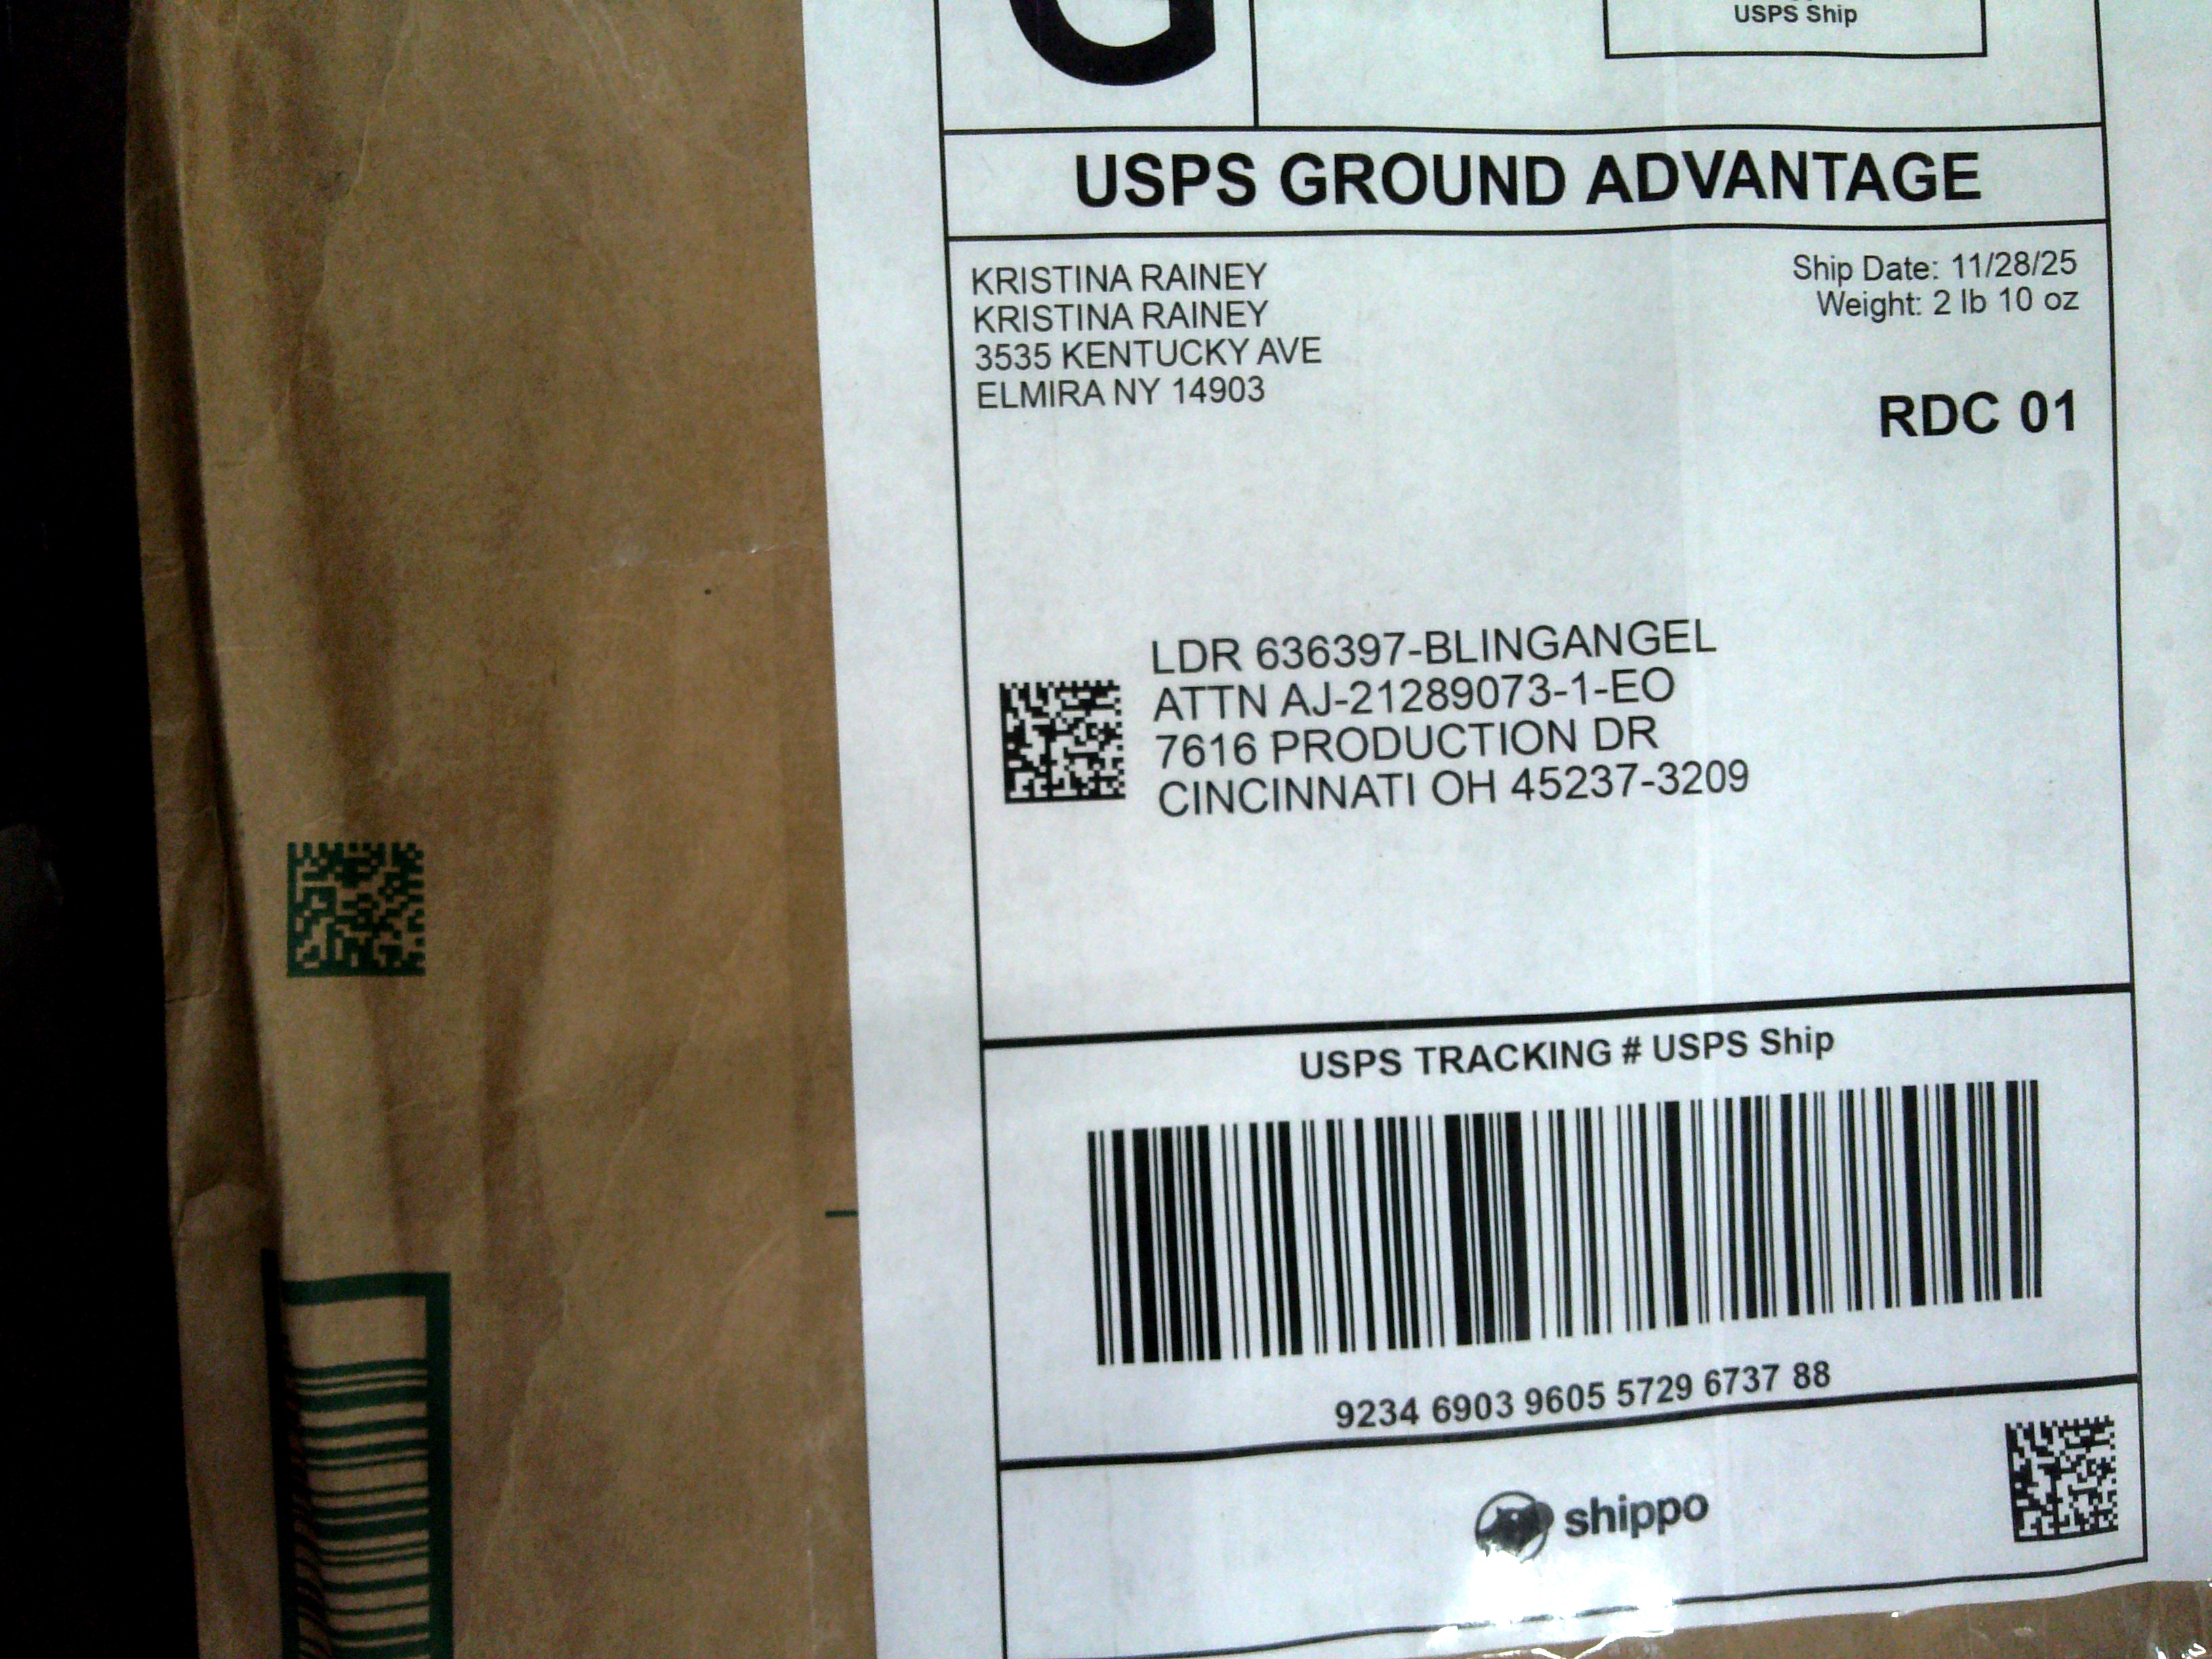 G
USPS Ship
USPS GROUND ADVANTAGE
KRISTINA RAINEY
KRISTINA RAINEY
3535 KENTUCKY AVE
ELMIRA NY 14903
Ship Date: 11/28/25
Weight: 2 lb 10 oz
RDC 01
LDR 636397-BLINGANGEL
ATTN AJ-21289073-1-EO
7616 PRODUCTION DR
CINCINNATI OH 45237-3209
USPS TRACKING # USPS Ship
9234 6903 9605 5729 6737 88
shippo